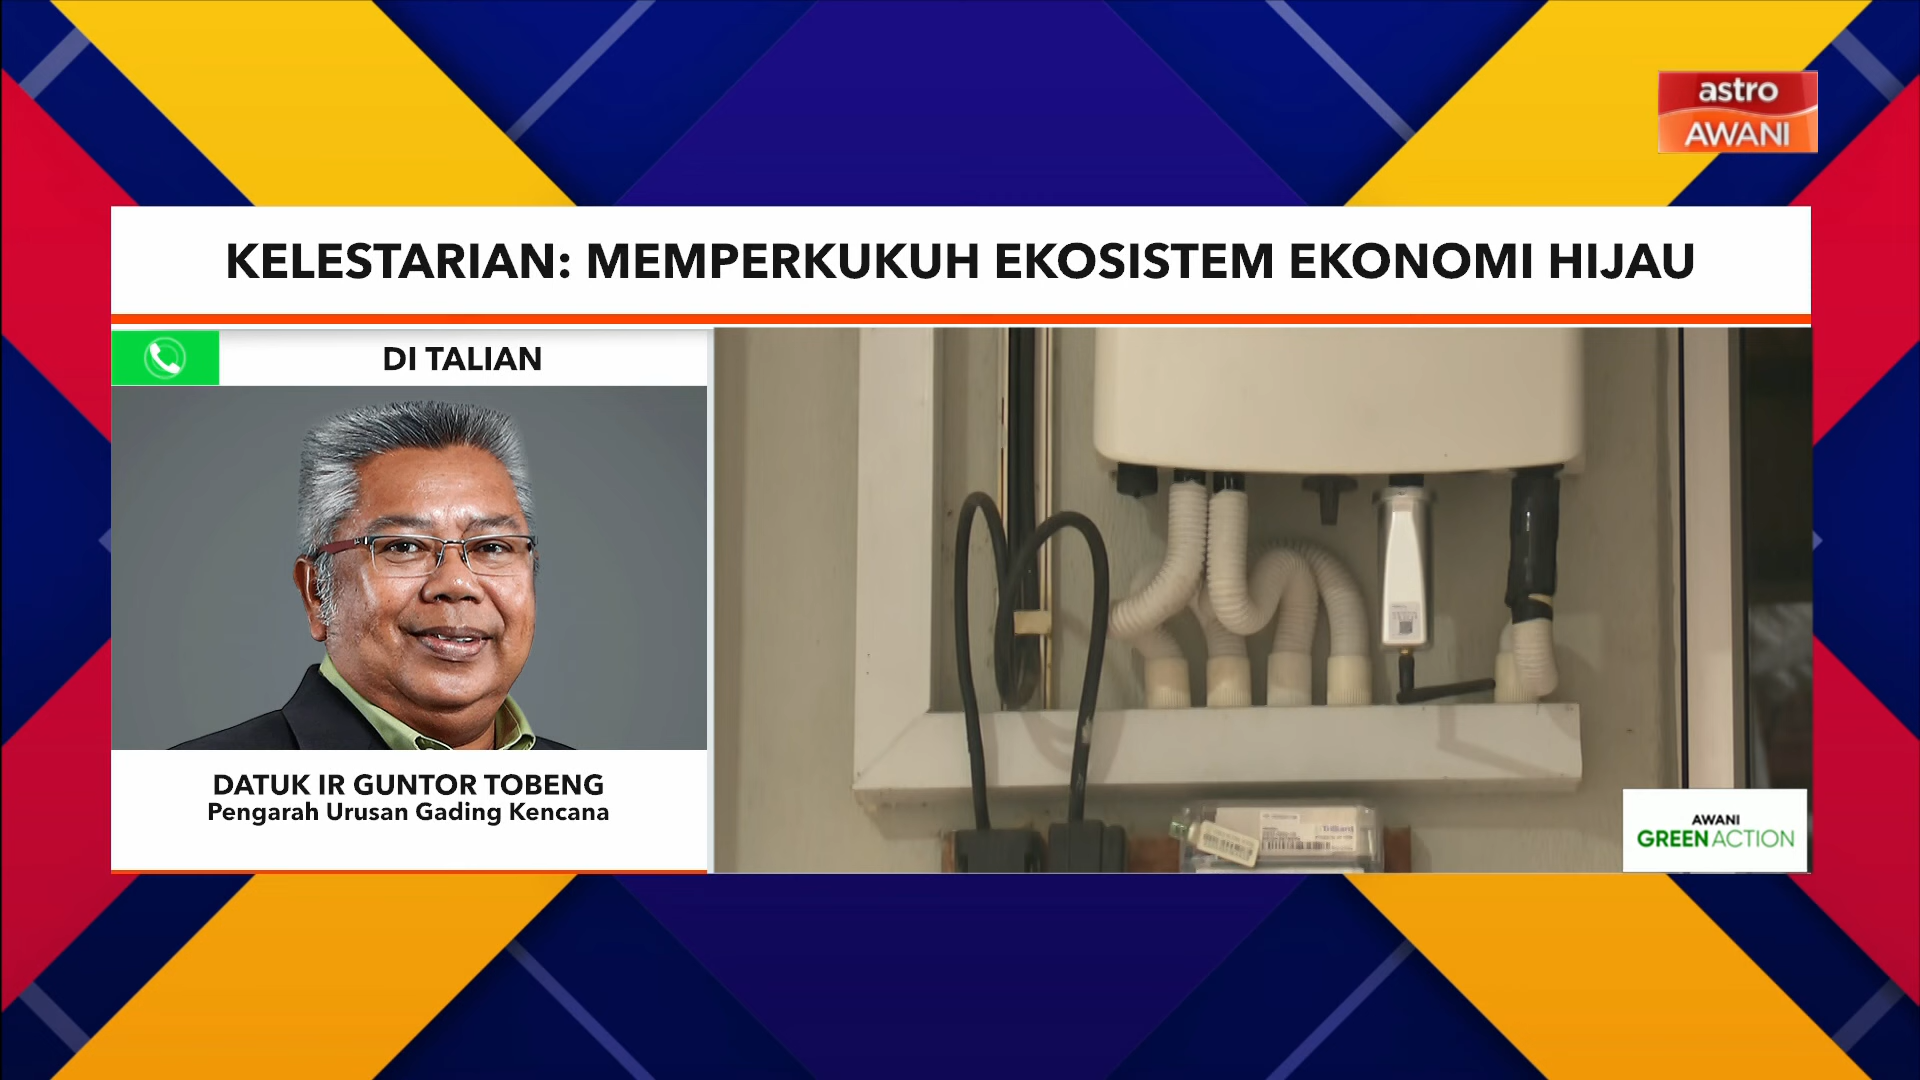 astro
AWANI
KELESTARIAN: MEMPERKUKUH EKOSISTEM EKONOMI HIJAU
DI TALIAN
DATUK IR GUNTOR TOBENG
Pengarah Urusan Gading Kencana
AWANI
GREEN ACTION